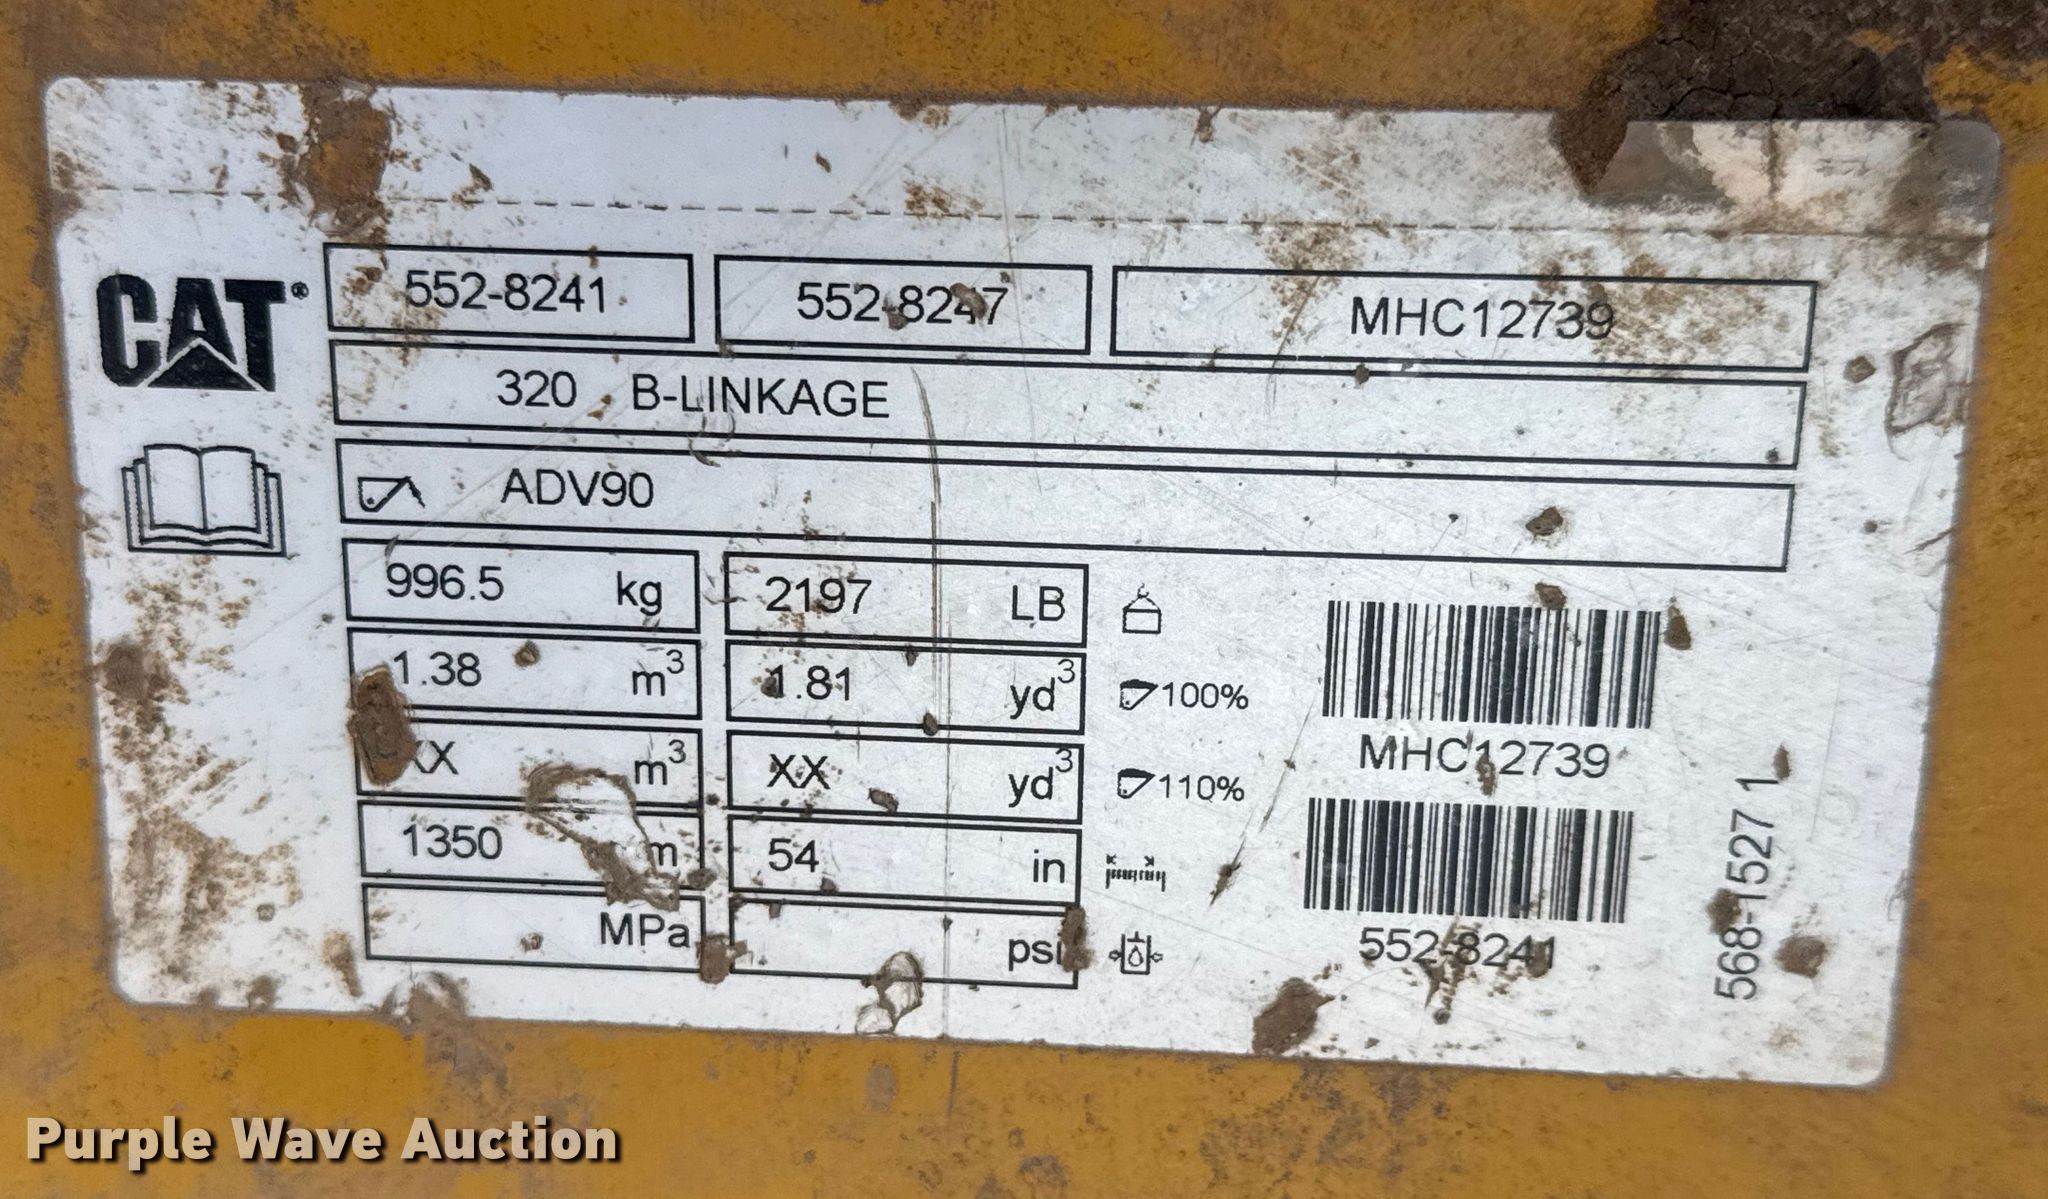 CAT®
552-8241 552-8247 MHC12739
320 B-LINKAGE
ADV90
996.5 kg 2197 LB
1.38 m³ 1.81 yd³ 100%
XX m³ XX yd³ 110%
1350 54 in
MPa psi
MHC12739
552-8241
568-1527 1
Purple Wave Auction